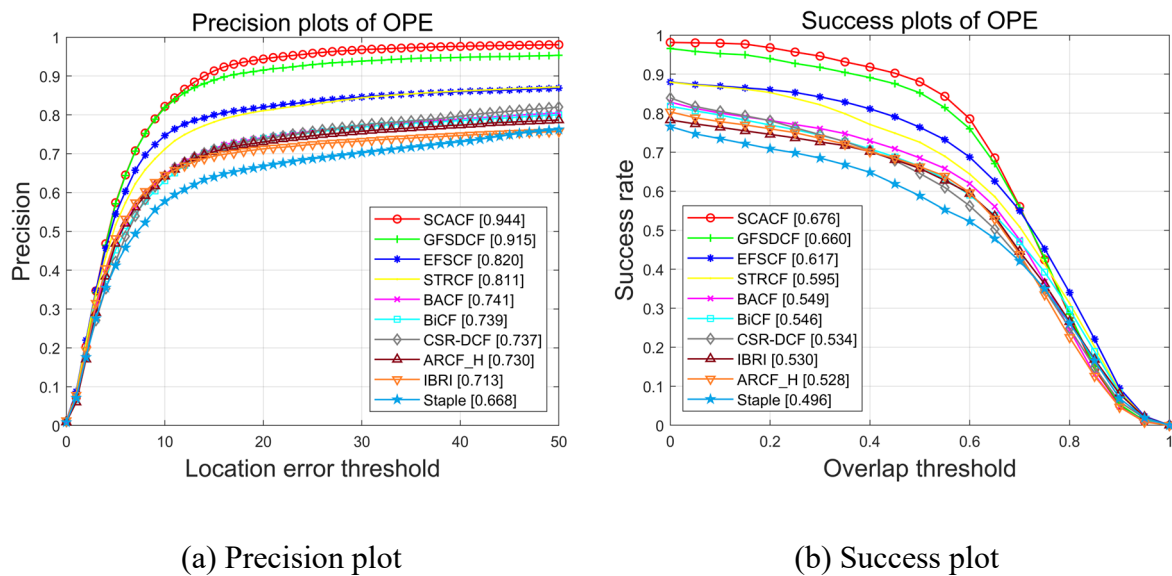 Precision plots of OPE
1
0.9
0.8
0.7
0.6
0.5
0.4
0.3
0.2
0.1
0
Precision
0 10 20 30 40 50
Location error threshold
SCACF [0.944]
GFSDCF [0.915]
EFSCF [0.820]
STRCF [0.811]
BACF [0.741]
BiCF [0.739]
CSR-DCF [0.737]
ARCF_H [0.730]
IBRI [0.713]
Staple [0.668]
(a) Precision plot
Success plots of OPE
1
0.9
0.8
0.7
0.6
0.5
0.4
0.3
0.2
0.1
0
Success rate
0 0.2 0.4 0.6 0.8 1
Overlap threshold
SCACF [0.676]
GFSDCF [0.660]
EFSCF [0.617]
STRCF [0.595]
BACF [0.549]
BiCF [0.546]
CSR-DCF [0.534]
IBRI [0.530]
ARCF_H [0.528]
Staple [0.496]
(b) Success plot